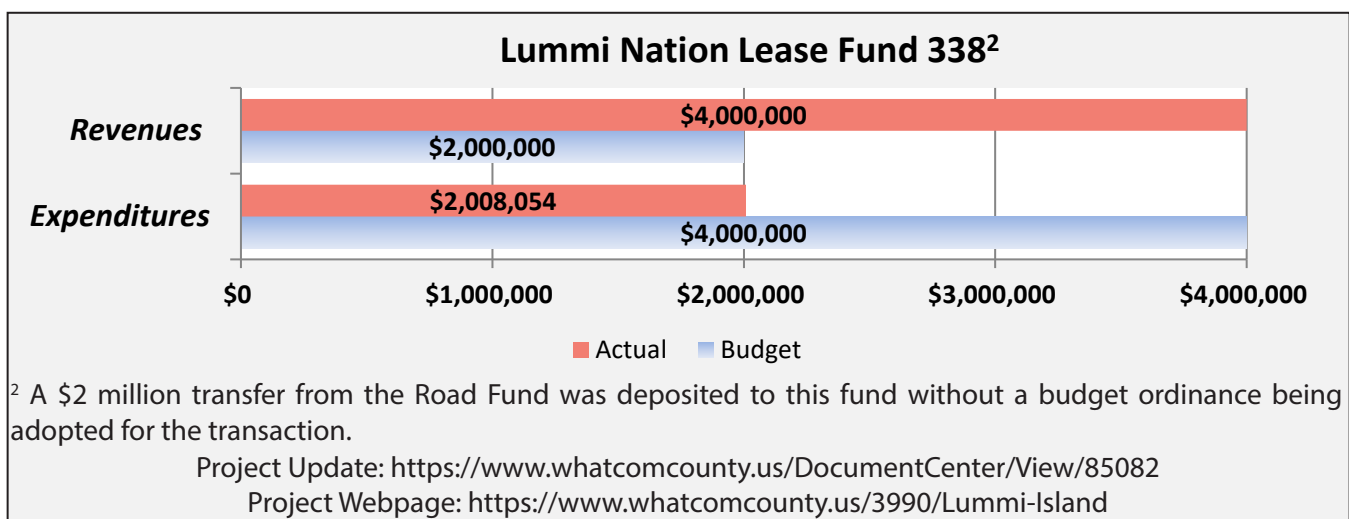 Lummi Nation Lease Fund 338²
Revenues
$4,000,000
$2,000,000
Expenditures
$2,008,054
$4,000,000
$0 $1,000,000 $2,000,000 $3,000,000 $4,000,000
Actual Budget
² A $2 million transfer from the Road Fund was deposited to this fund without a budget ordinance being
adopted for the transaction.
Project Update: https://www.whatcomcounty.us/DocumentCenter/View/85082
Project Webpage: https://www.whatcomcounty.us/3990/Lummi-Island